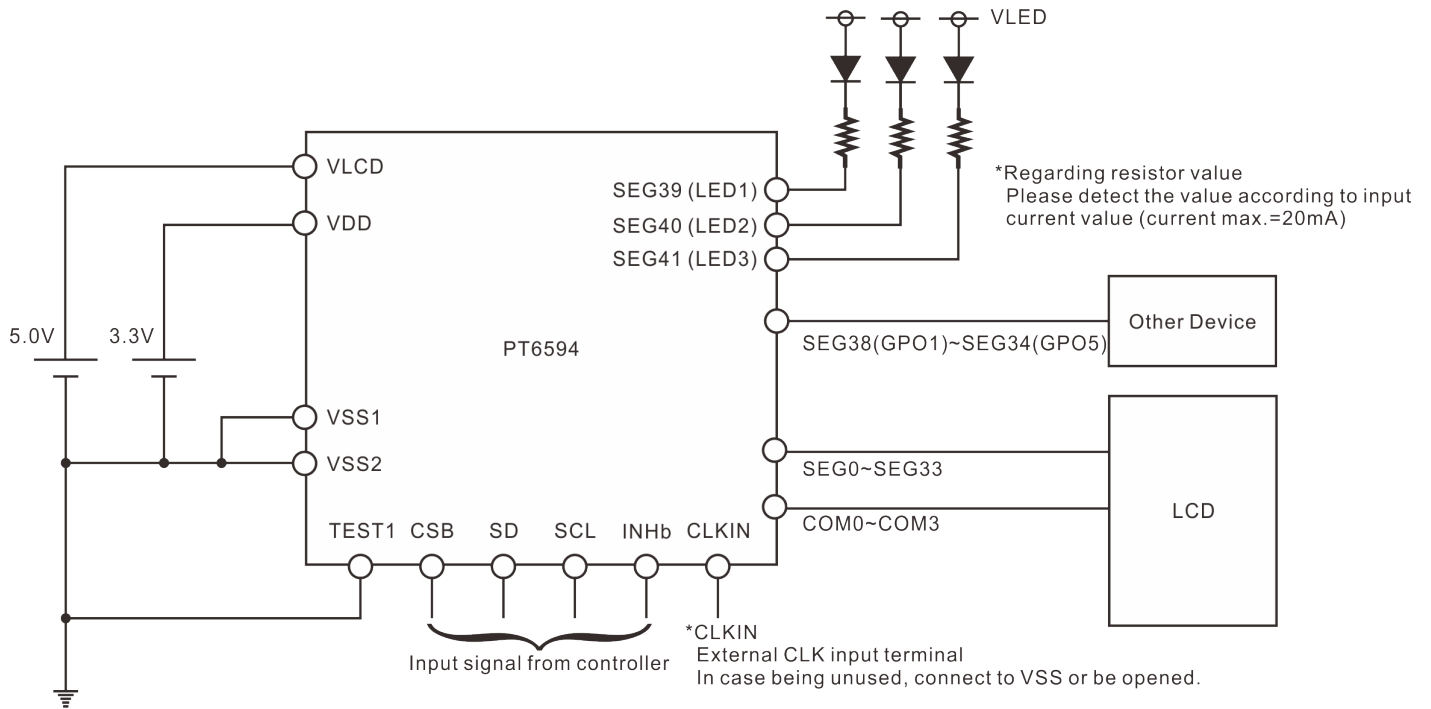 VLED
VLCD
VDD
SEG39 (LED1)
SEG40 (LED2)
SEG41 (LED3)
*Regarding resistor value
Please detect the value according to input
current value (current max.=20mA)
5.0V
3.3V
PT6594
Other Device
SEG38(GPO1)~SEG34(GPO5)
VSS1
VSS2
SEG0~SEG33
LCD
COM0~COM3
TEST1 CSB SD SCL INHb CLKIN
Input signal from controller
*CLKIN
External CLK input terminal
In case being unused, connect to VSS or be opened.